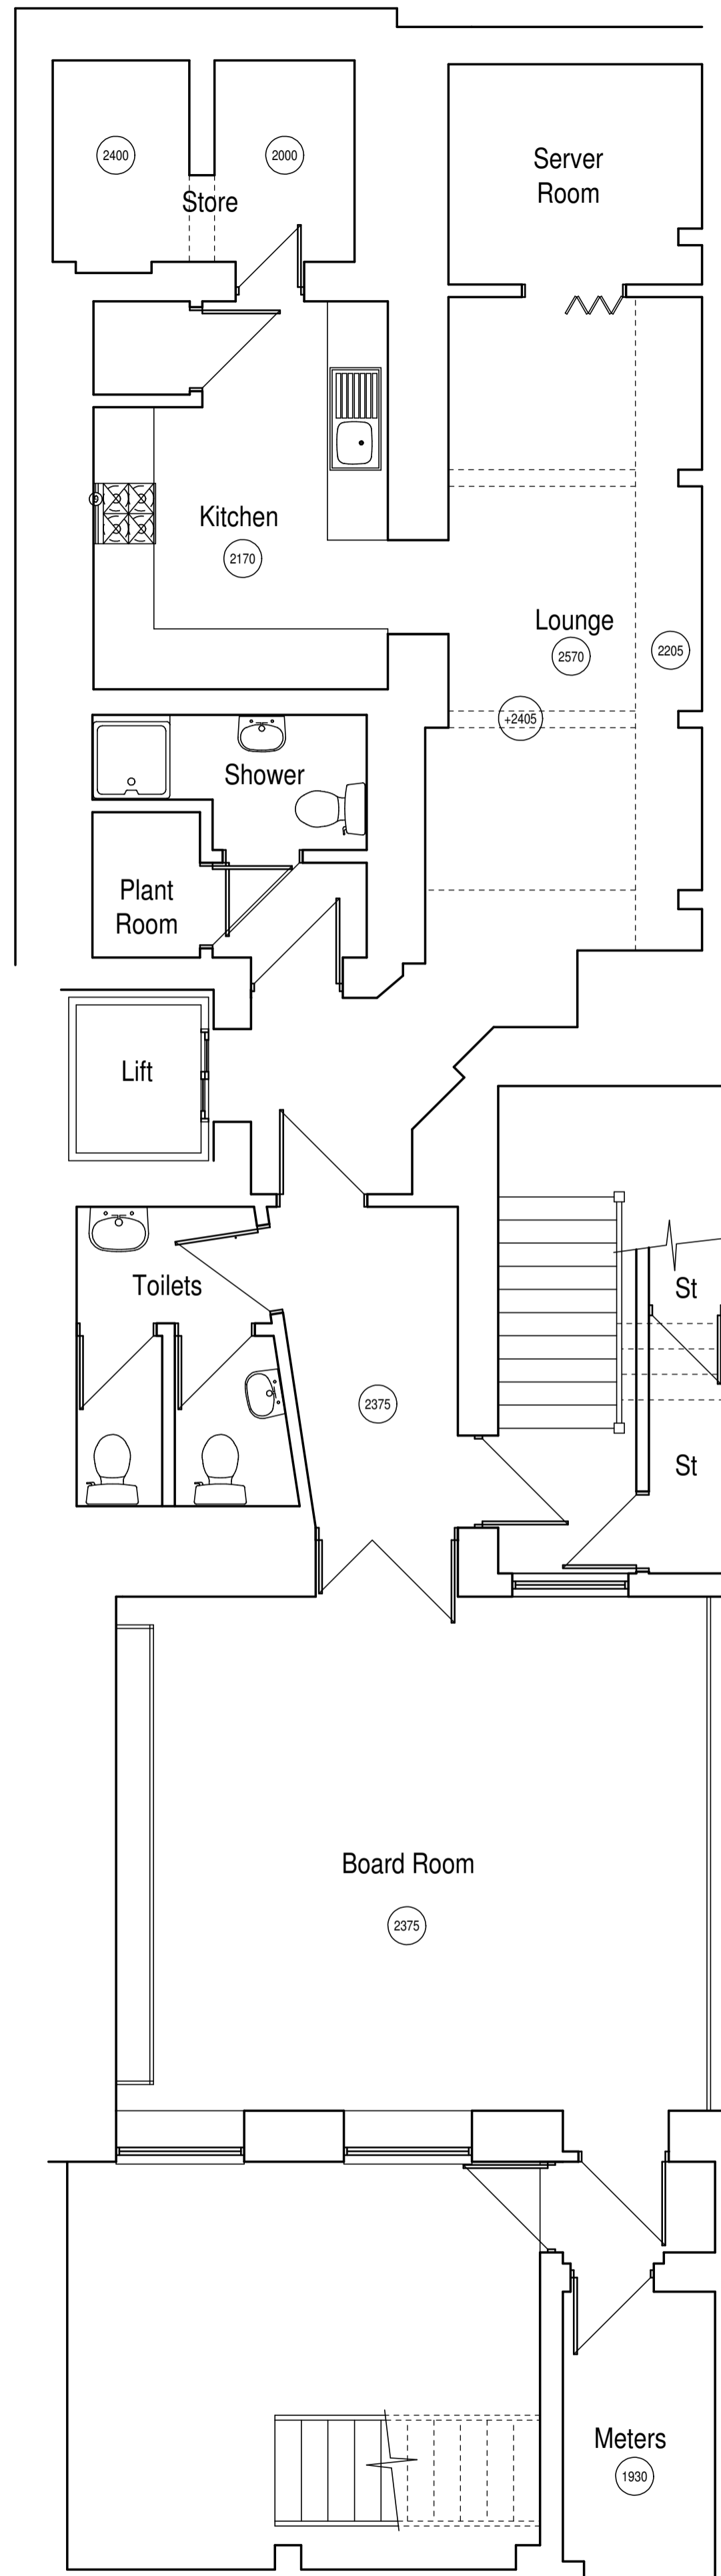 2400
2000
Store
Server
Room
Kitchen
2170
Lounge
2570
2205
+2405
Shower
Plant
Room
Lift
Toilets
St
2375
St
Board Room
2375
Meters
1930